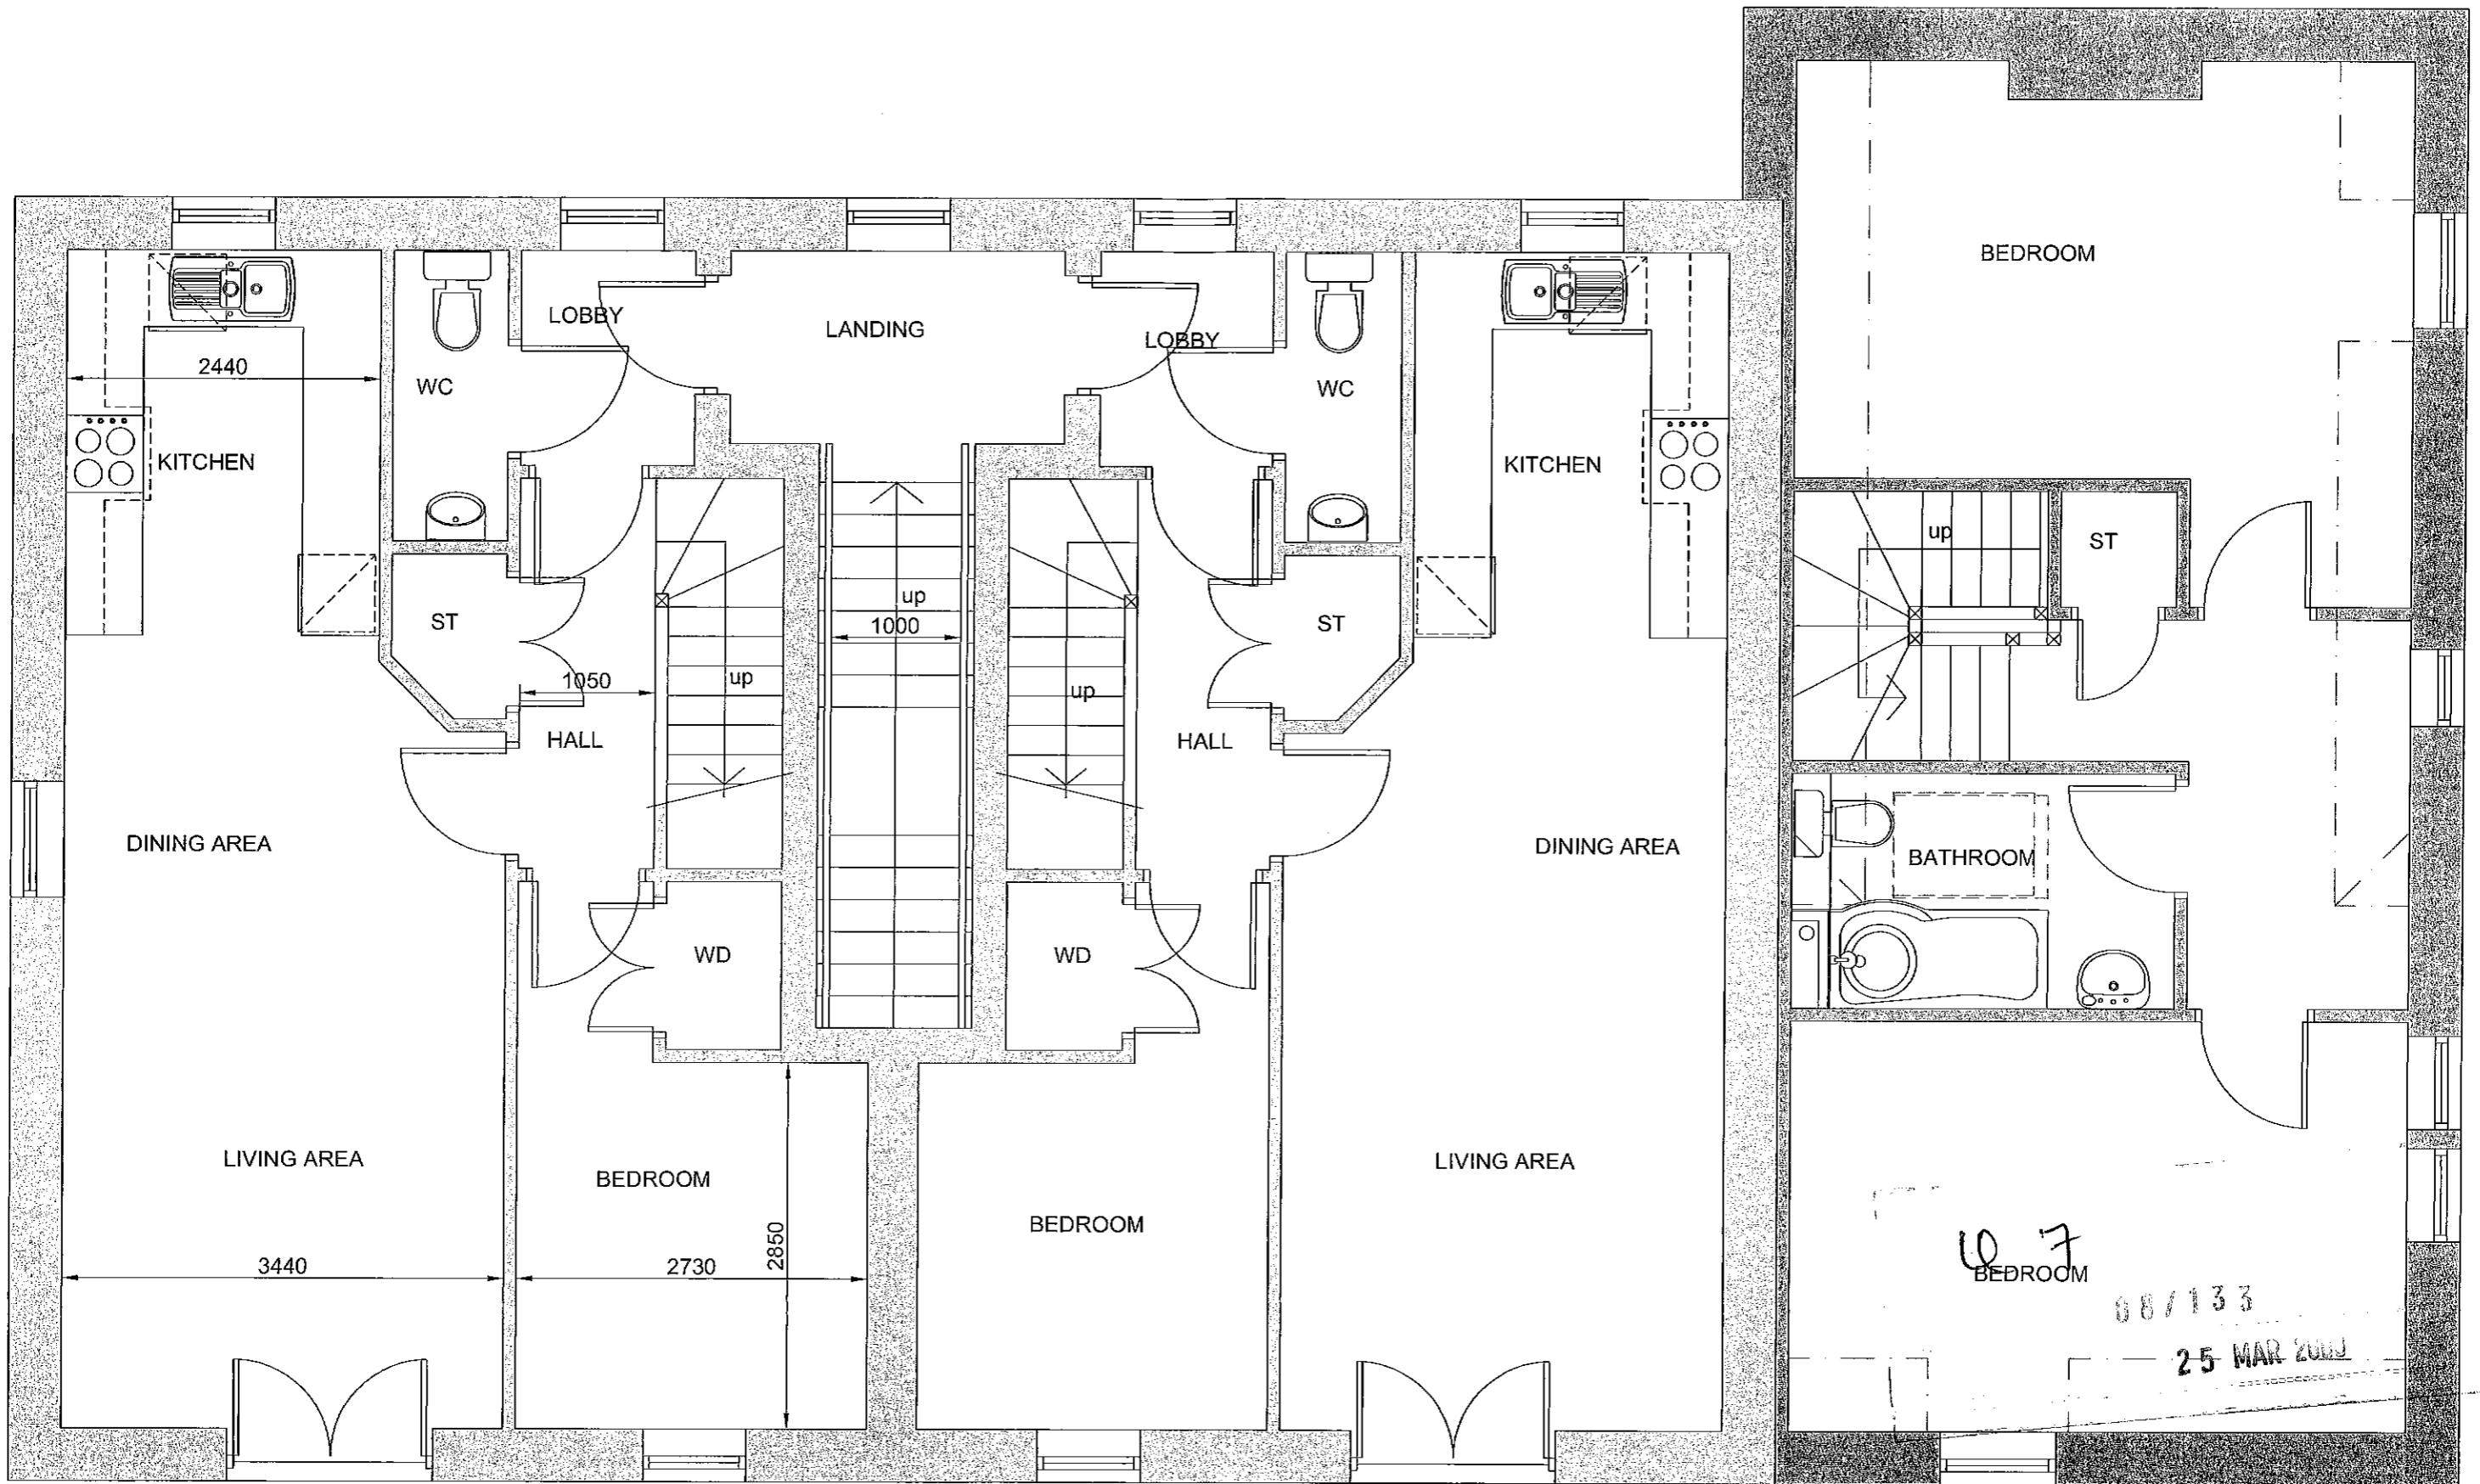 BEDROOM
LOBBY
LANDING
LOBBY
2440
WC
WC
KITCHEN
KITCHEN
up
ST
up
1000
ST
ST
1050
up
up
HALL
HALL
DINING AREA
DINING AREA
BATHROOM
WD
WD
LIVING AREA
LIVING AREA
BEDROOM
BEDROOM
2850
3440
2730
BEDROOM
08/133
25 MAR